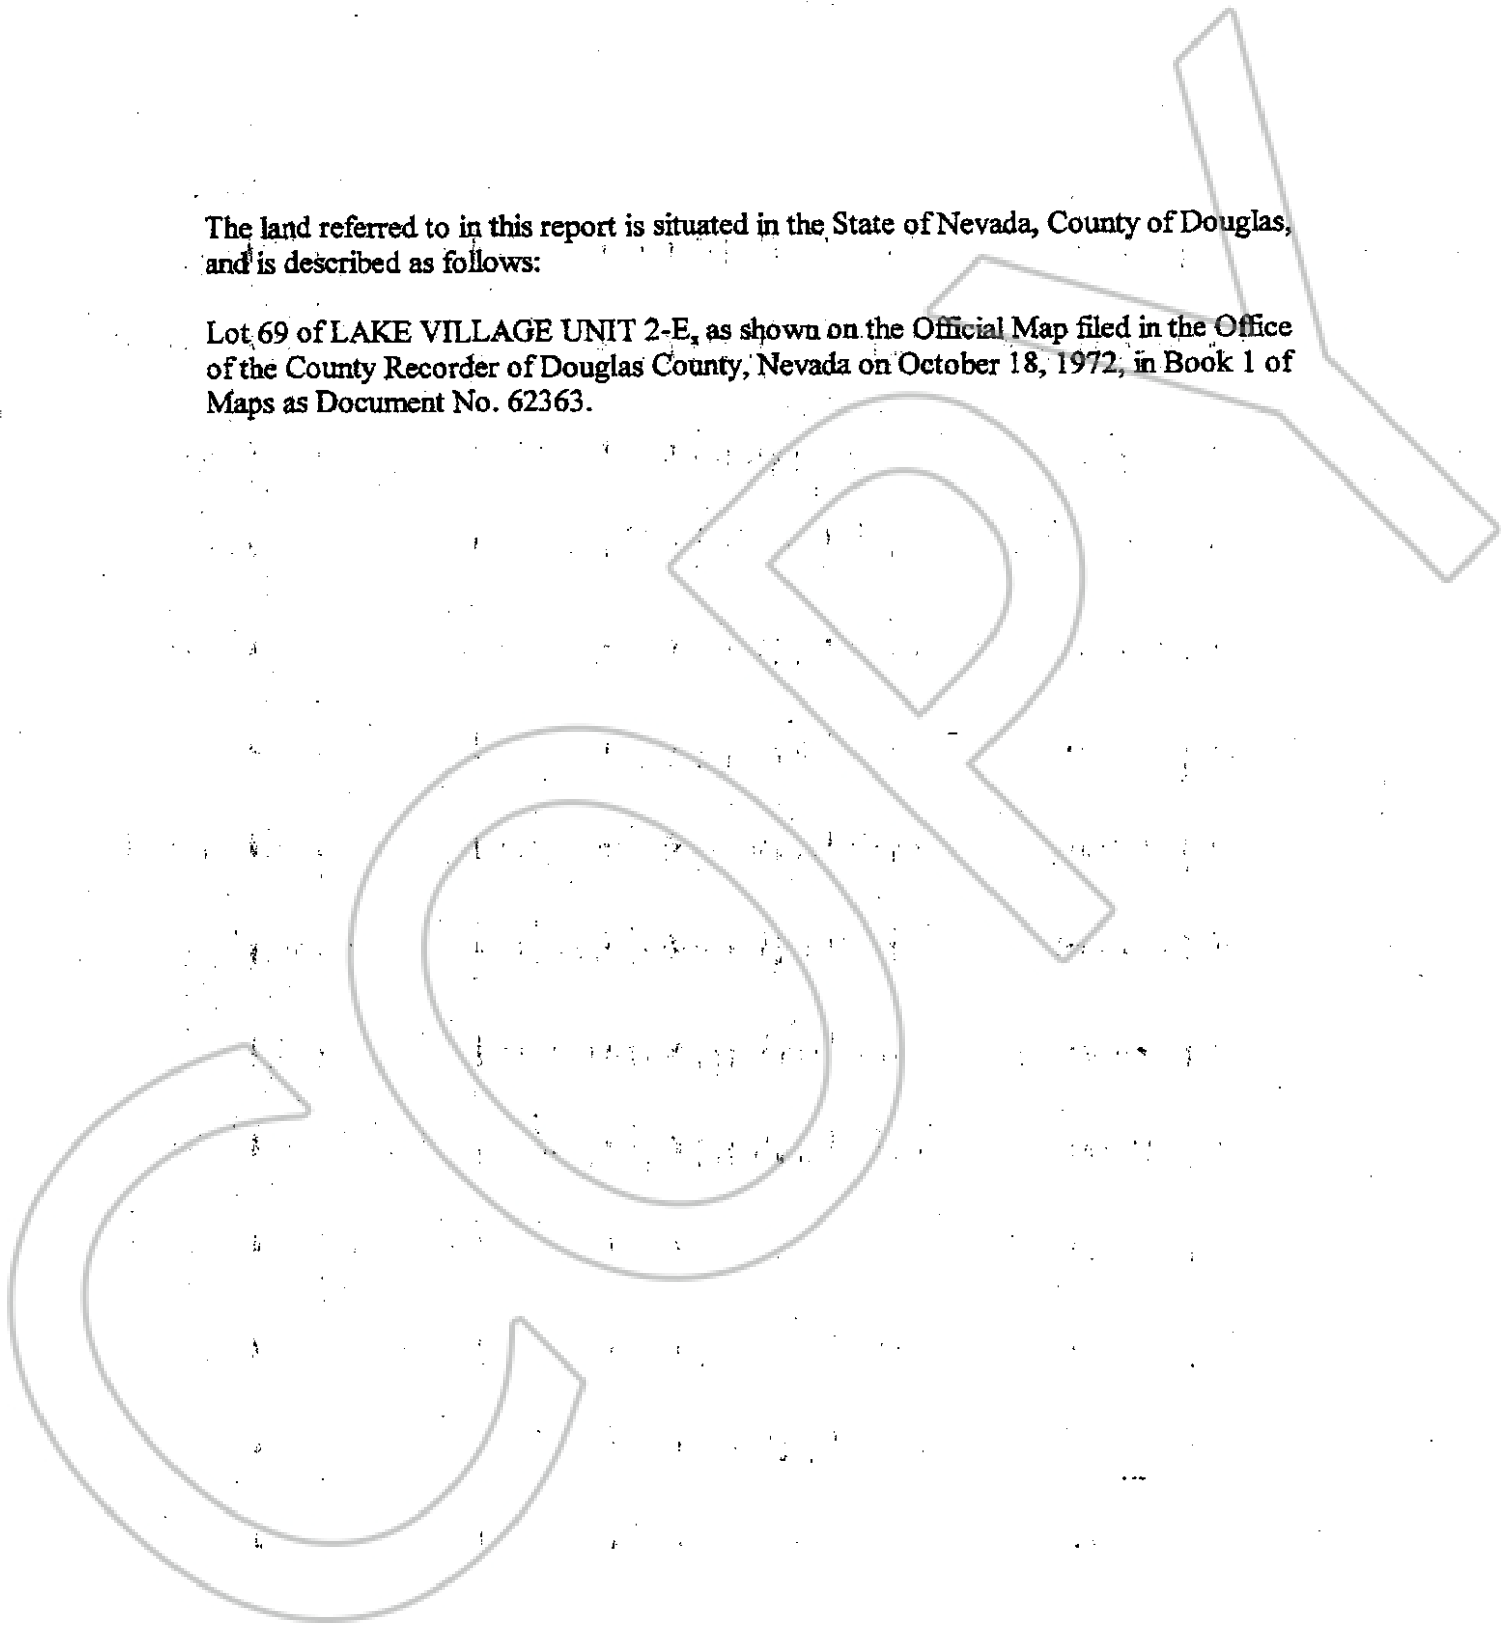 The land referred to in this report is situated in the State of Nevada, County of Douglas,
and is described as follows:
Lot 69 of LAKE VILLAGE UNIT 2-E, as shown on the Official Map filed in the Office
of the County Recorder of Douglas County, Nevada on October 18, 1972, in Book 1 of
Maps as Document No. 62363.
COPY